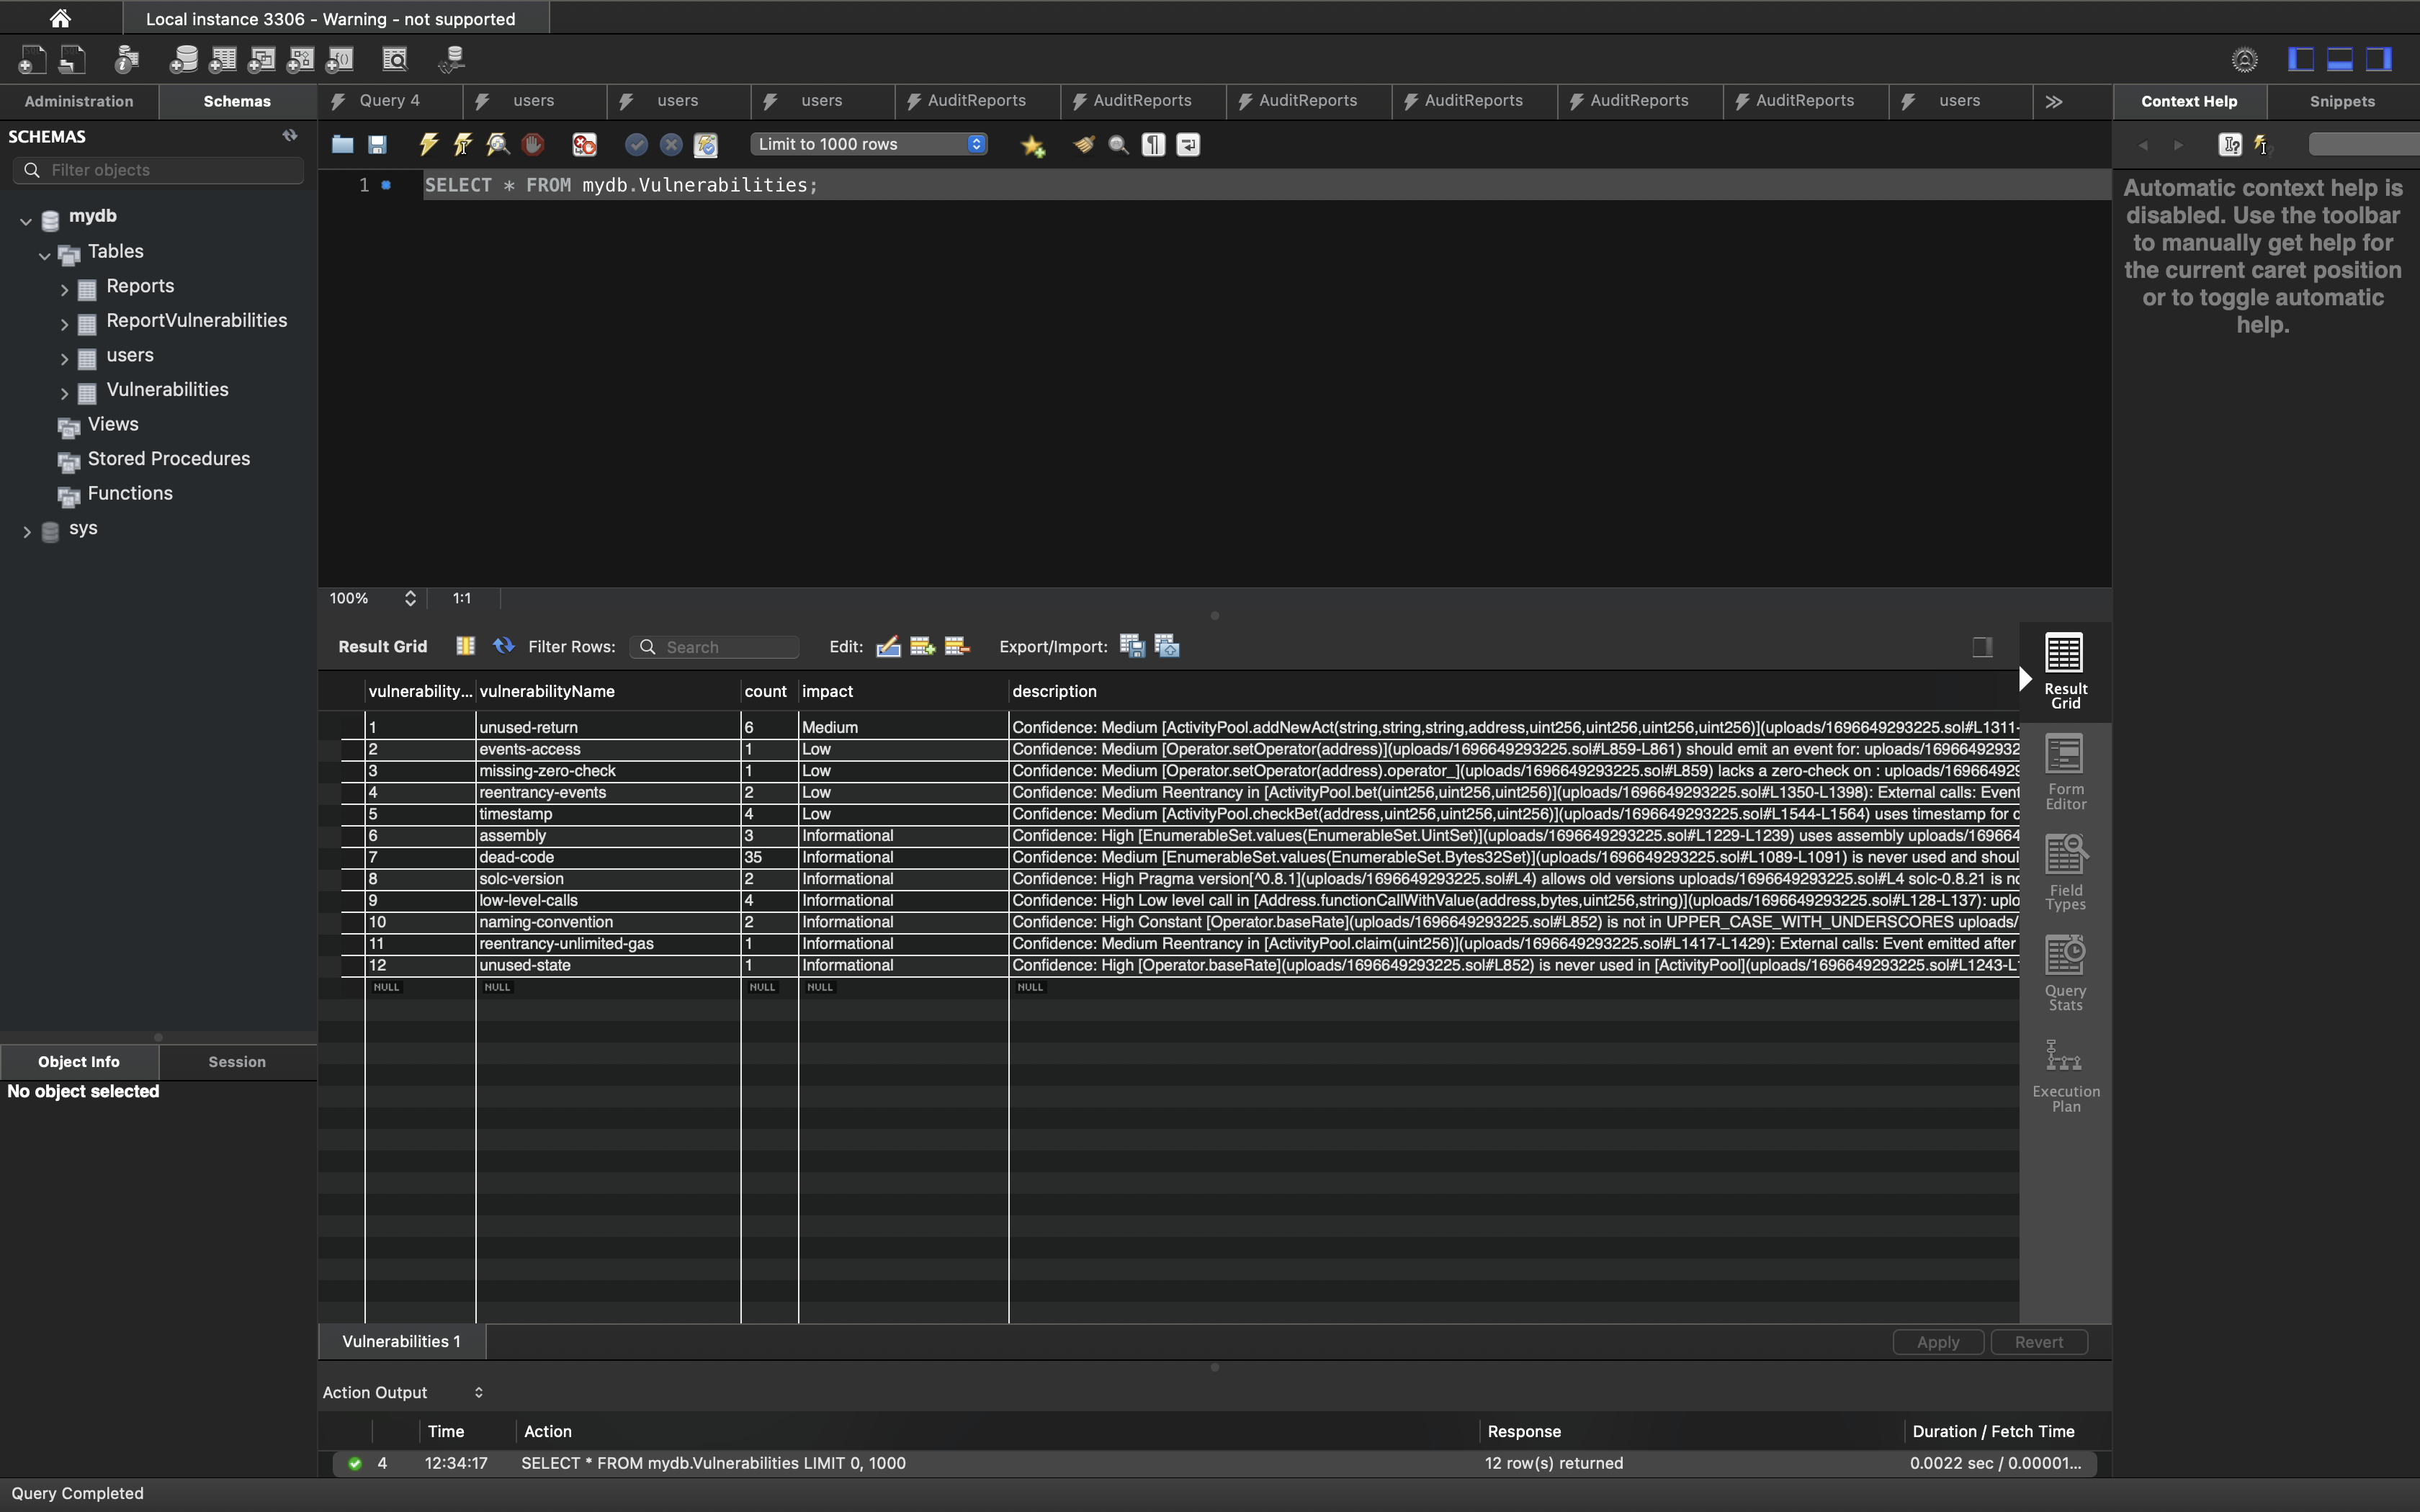 Local instance 3306 - Warning - not supported
Administration Schemas Query 4 users users users AuditReports AuditReports AuditReports AuditReports AuditReports AuditReports users Context Help Snippets
SCHEMAS
Filter objects
Limit to 1000 rows
1 SELECT * FROM mydb.Vulnerabilities;
mydb
Tables
Reports
ReportVulnerabilities
users
Vulnerabilities
Views
Stored Procedures
Functions
sys
Automatic context help is
disabled. Use the toolbar
to manually get help for
the current caret position
or to toggle automatic
help.
100% 1:1
Result Grid Filter Rows: Search Edit: Export/Import:
vulnerability... vulnerabilityName count impact description
1 unused-return 6 Medium Confidence: Medium [ActivityPool.addNewAct(string,string,string,address,uint256,uint256,uint256,uint256)](uploads/1696649293225.sol#L1311-
2 events-access 1 Low Confidence: Medium [Operator.setOperator(address)](uploads/1696649293225.sol#L859-L861) should emit an event for: uploads/16966492932
3 missing-zero-check 1 Low Confidence: Medium [Operator.setOperator(address).operator_](uploads/1696649293225.sol#L859) lacks a zero-check on : uploads/16966492
4 reentrancy-events 2 Low Confidence: Medium Reentrancy in [ActivityPool.bet(uint256,uint256,uint256)](uploads/1696649293225.sol#L1350-L1398): External calls: Event
5 timestamp 4 Low Confidence: Medium [ActivityPool.checkBet(address,uint256,uint256,uint256)](uploads/1696649293225.sol#L1544-L1564) uses timestamp for c
6 assembly 3 Informational Confidence: High [EnumerableSet.values(EnumerableSet.UintSet)](uploads/1696649293225.sol#L1229-L1239) uses assembly uploads/169664
7 dead-code 35 Informational Confidence: Medium [EnumerableSet.values(EnumerableSet.Bytes32Set)](uploads/1696649293225.sol#L1089-L1091) is never used and shoul
8 solc-version 2 Informational Confidence: High Pragma version[^0.8.1](uploads/1696649293225.sol#L4) allows old versions uploads/1696649293225.sol#L4 solc-0.8.21 is no
9 low-level-calls 4 Informational Confidence: High Low level call in [Address.functionCallWithValue(address,bytes,uint256,string)](uploads/1696649293225.sol#L128-L137): uplo
10 naming-convention 2 Informational Confidence: High Constant [Operator.baseRate](uploads/1696649293225.sol#L852) is not in UPPER_CASE_WITH_UNDERSCORES uploads/
11 reentrancy-unlimited-gas 1 Informational Confidence: Medium Reentrancy in [ActivityPool.claim(uint256)](uploads/1696649293225.sol#L1417-L1429): External calls: Event emitted after
12 unused-state 1 Informational Confidence: High [Operator.baseRate](uploads/1696649293225.sol#L852) is never used in [ActivityPool](uploads/1696649293225.sol#L1243-L
NULL NULL NULL NULL NULL
Result
Grid
Form
Editor
Field
Types
Query
Stats
Execution
Plan
Object Info Session
No object selected
Vulnerabilities 1 Apply Revert
Action Output
Time Action Response Duration / Fetch Time
4 12:34:17 SELECT * FROM mydb.Vulnerabilities LIMIT 0, 1000 12 row(s) returned 0.0022 sec / 0.00001...
Query Completed